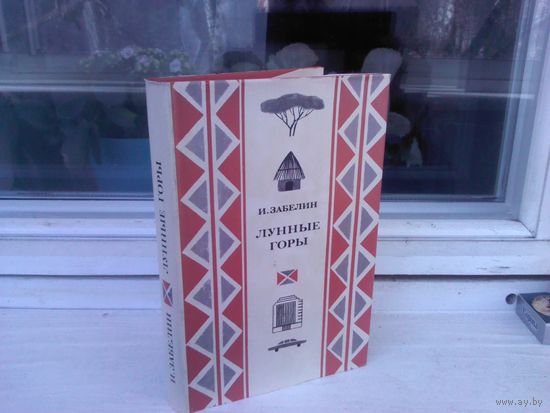 И. ЗАБЕЛИН
ЛУННЫЕ
ГОРЫ
И. ЗАБЕЛИН ЛУННЫЕ ГОРЫ
www.ay.by